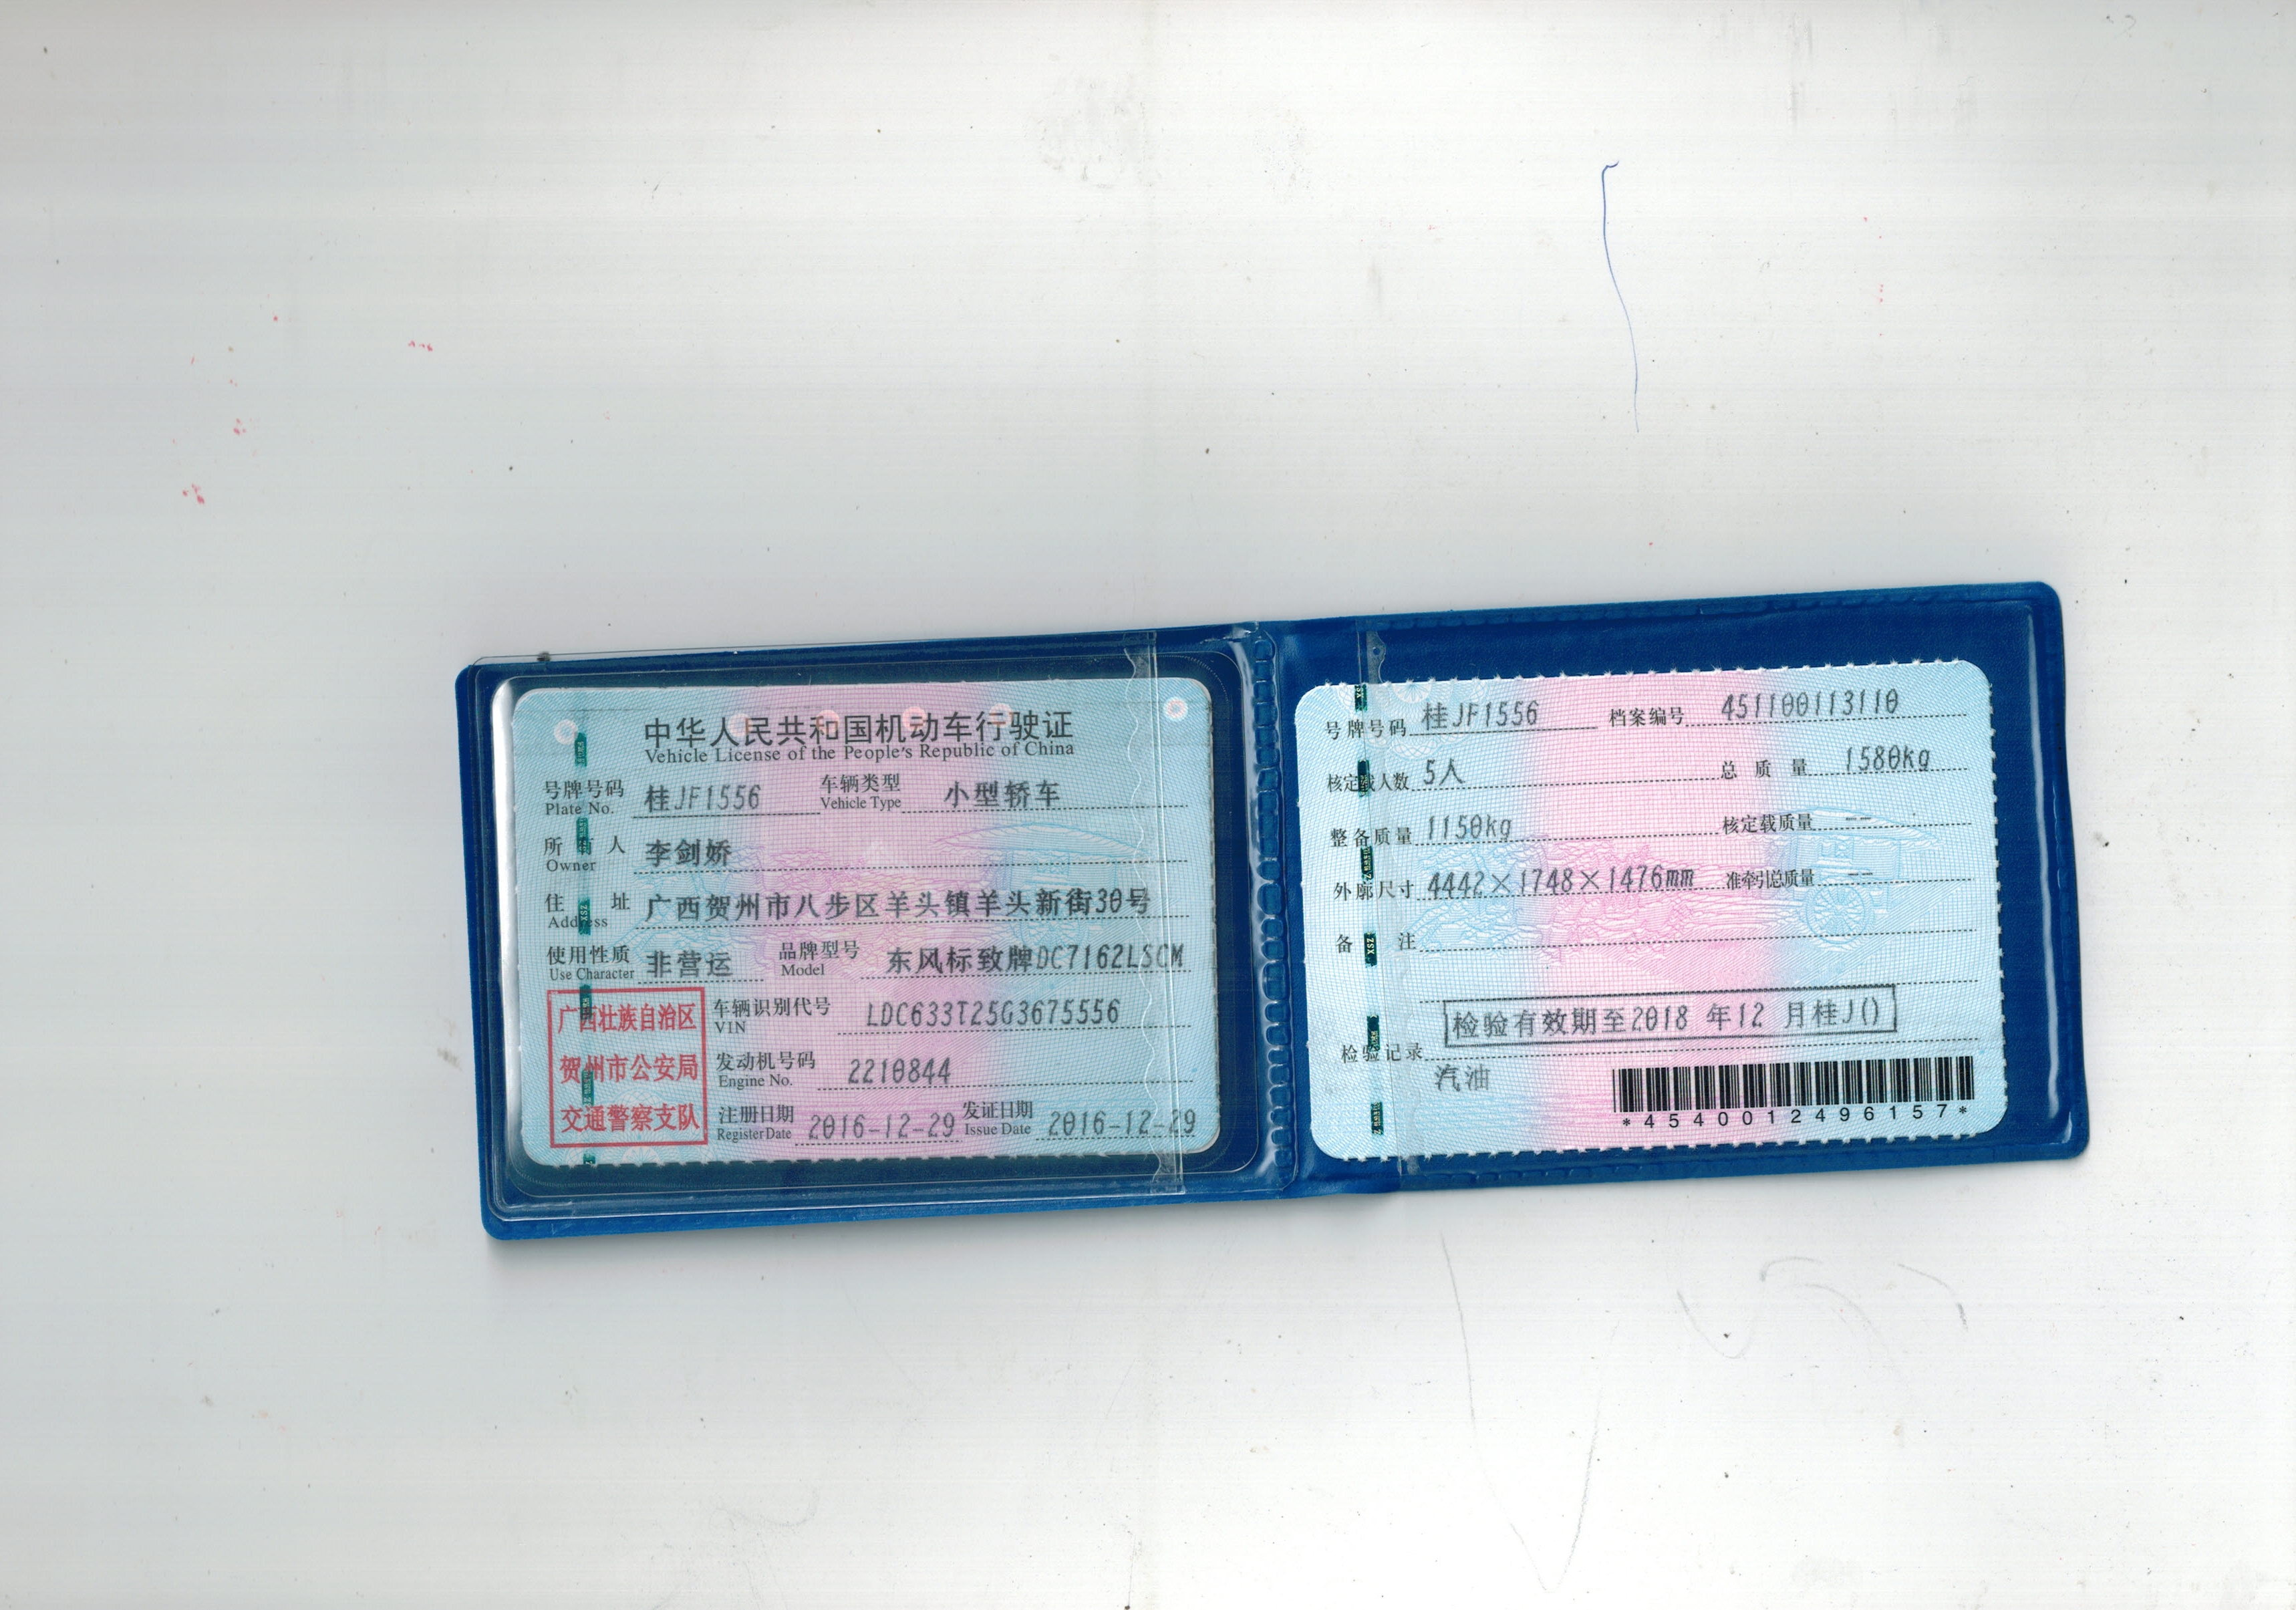 中华人民共和国机动车行驶证
Vehicle License of the People's Republic of China
号牌号码 桂JF1556 车辆类型 小型轿车
Plate No. Vehicle Type
所有人 李剑娇
Owner
住址 广西贺州市八步区羊头镇羊头新街30号
Address
使用性质 非营运 品牌型号 东风标致牌DC7162LSCM
Use Character Model
广西壮族自治区
贺州市公安局
交通警察支队
车辆识别代号 LDC633T25G3675556
VIN
发动机号码 2210844
Engine No.
注册日期 2016-12-29 发证日期 2016-12-29
Register Date Issue Date
号牌号码 桂JF1556 档案编号 451100113110
核定载人数 5人 总质量 1580kg
整备质量 1150kg 核定载质量 --
外廓尺寸 4442×1748×1476mm 准牵引总质量 --
备注
检验有效期至2018 年12 月桂J()
检验记录
汽油
*4540012496157*